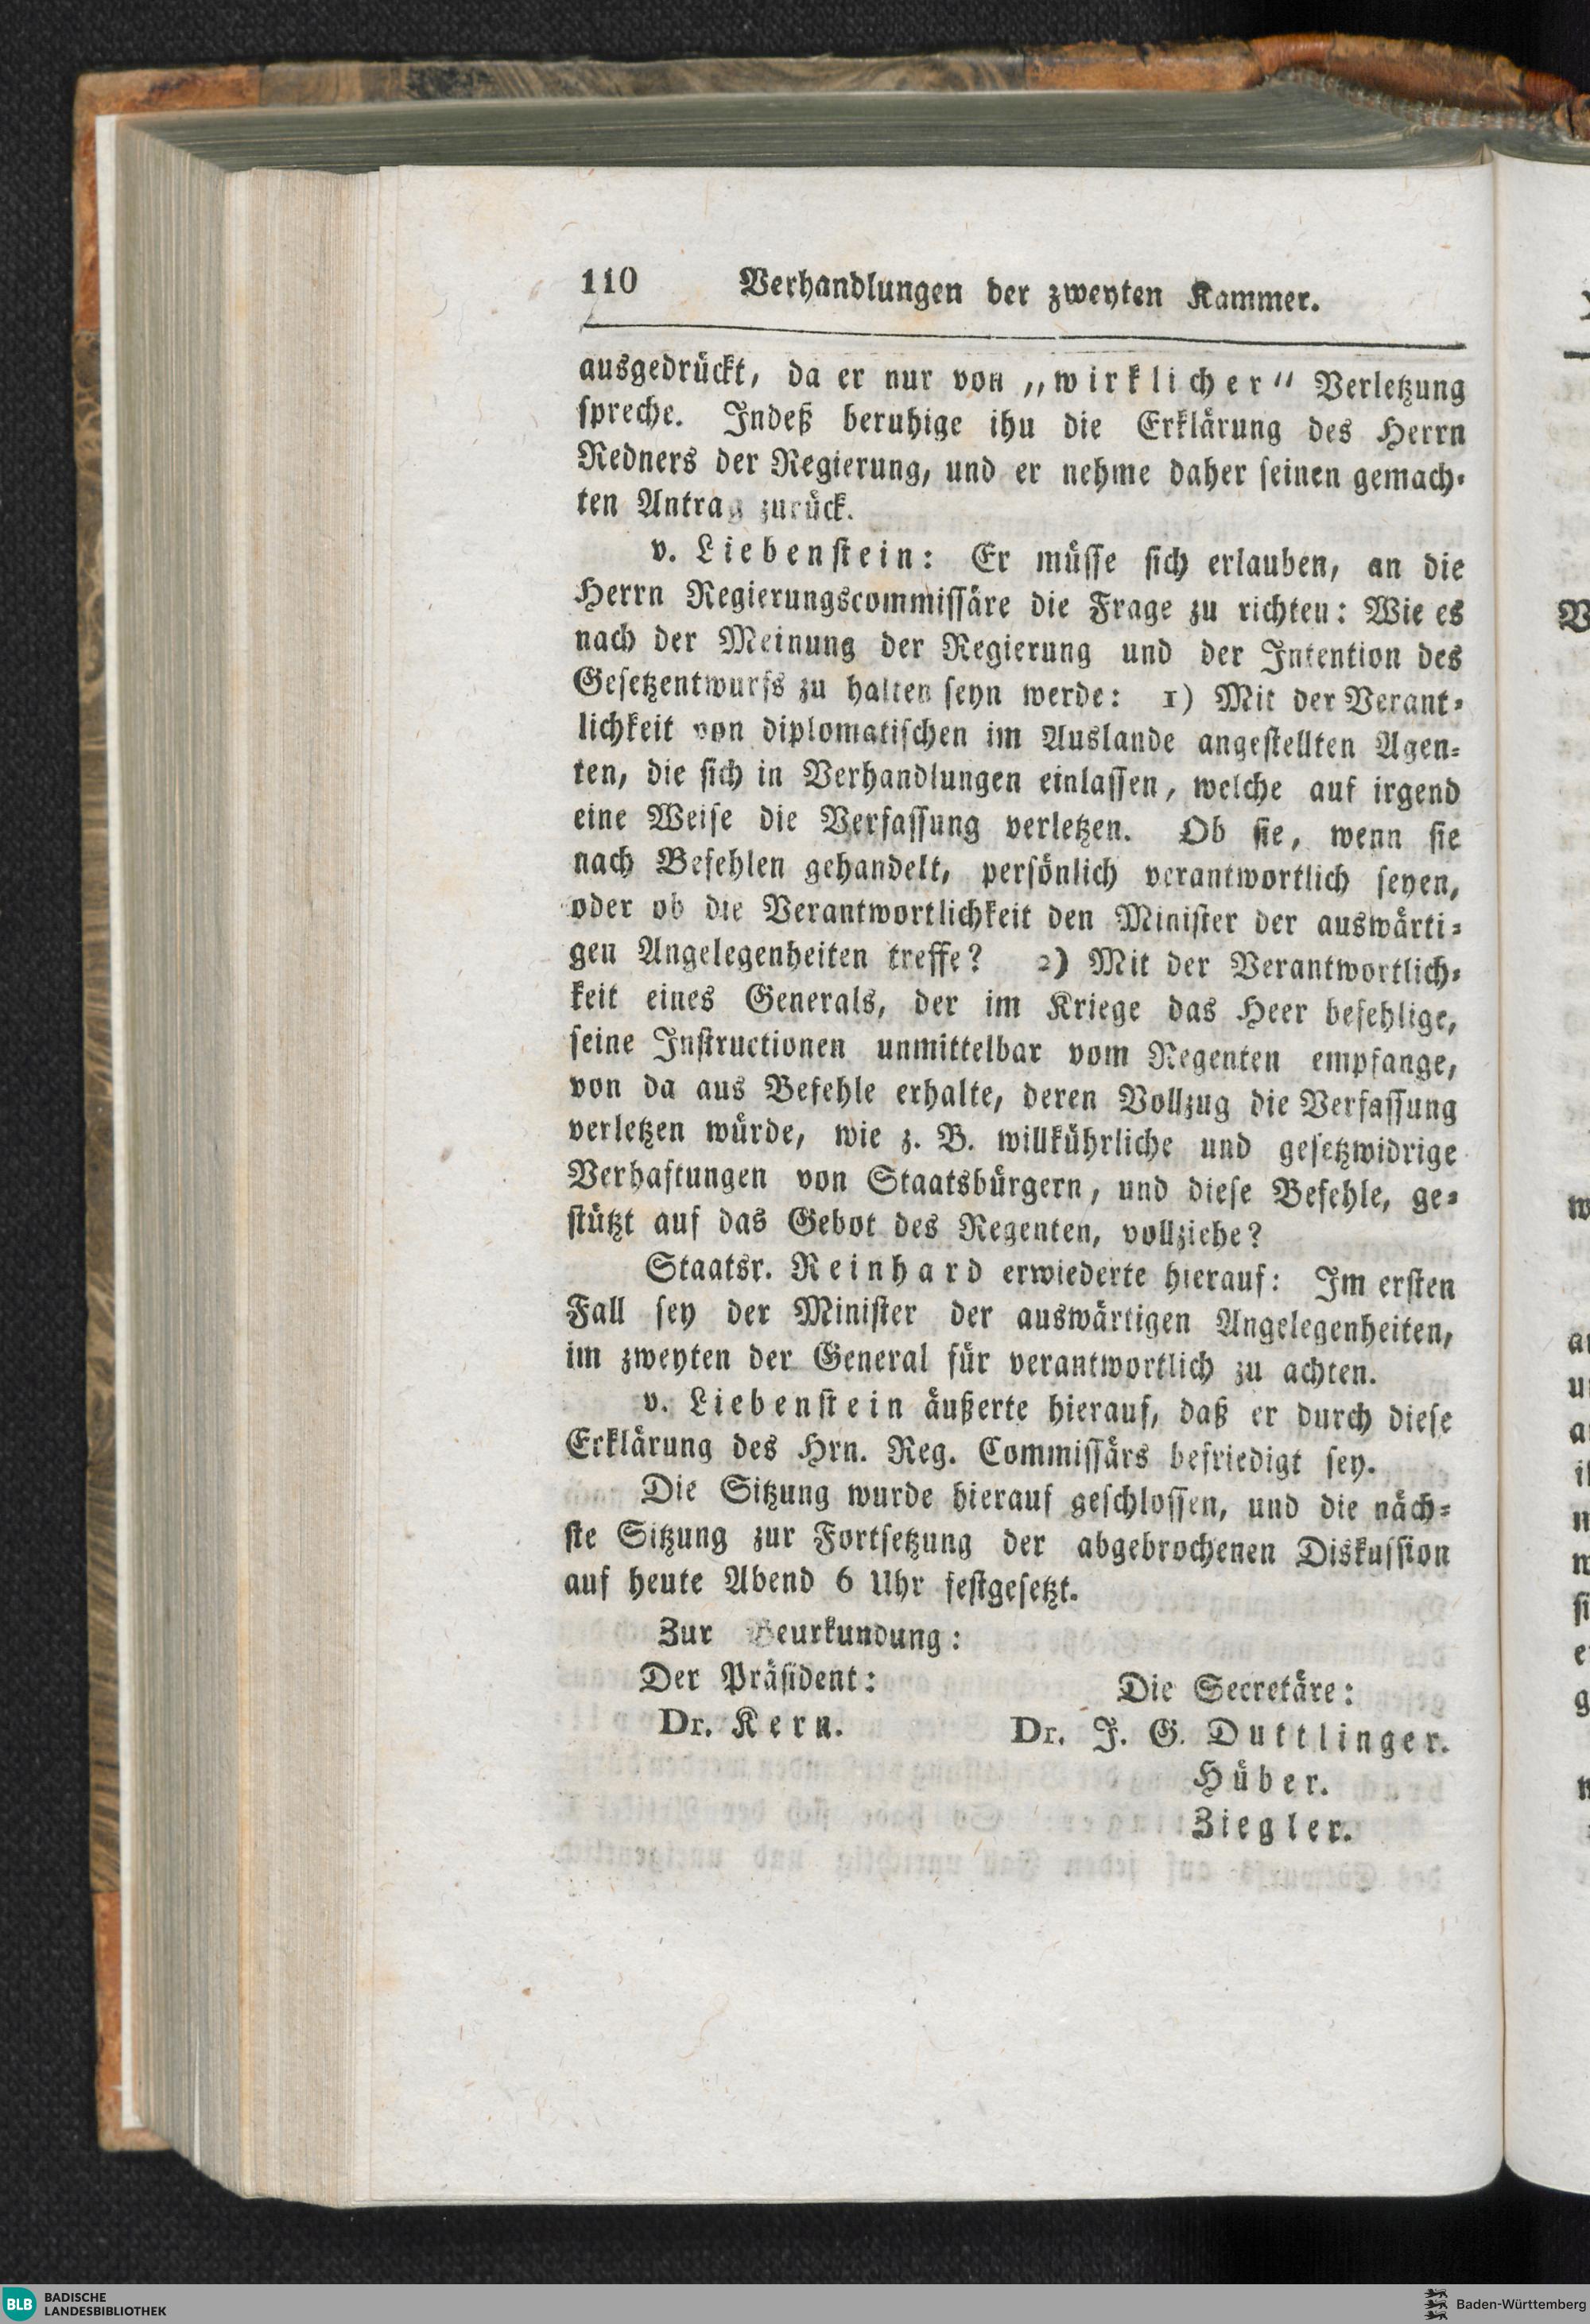 110 Verhandlungen der zweyten Kammer.
ausgedrückt, da er nur von „wirklicher“ Verletzung
spreche. Indeß beruhige ihu die Erklärung des Herrn
Redners der Regierung, und er nehme daher seinen gemach-
ten Antrag zurück.
v. Liebenstein: Er müsse sich erlauben, an die
Herrn Regierungscommissäre die Frage zu richten: Wie es
nach der Meinung der Regierung und der Intention des
Gesetzentwurfs zu halten seyn werde: 1) Mit der Verant-
lichkeit von diplomatischen im Auslande angestellten Agen-
ten, die sich in Verhandlungen einlassen, welche auf irgend
eine Weise die Verfassung verletzen. Ob sie, wenn sie
nach Befehlen gehandelt, persönlich verantwortlich seyen,
oder ob die Verantwortlichkeit den Minister der auswärti-
gen Angelegenheiten treffe? 2) Mit der Verantwortlich-
keit eines Generals, der im Kriege das Heer befehlige,
seine Instructionen unmittelbar vom Regenten empfange,
von da aus Befehle erhalte, deren Vollzug die Verfassung
verletzen würde, wie z. B. willkührliche und gesetzwidrige
Verhaftungen von Staatsbürgern, und diese Befehle, ge-
stützt auf das Gebot des Regenten, vollziehe?
Staatsr. Reinhard erwiederte hierauf: Im ersten
Fall sey der Minister der auswärtigen Angelegenheiten,
im zweyten der General für verantwortlich zu achten.
v. Liebenstein äußerte hierauf, daß er durch diese
Erklärung des Hrn. Reg. Commissärs befriedigt sey.
Die Sitzung wurde hierauf geschlossen, und die näch-
ste Sitzung zur Fortsetzung der abgebrochenen Diskussion
auf heute Abend 6 Uhr festgesetzt.
Zur Beurkundung:
Der Präsident: Die Secretäre:
Dr. Kern. Dr. J. G. Duttlinger.
Hüber.
Ziegler.
BLB BADISCHE
LANDESBIBLIOTHEK
Baden-Württemberg